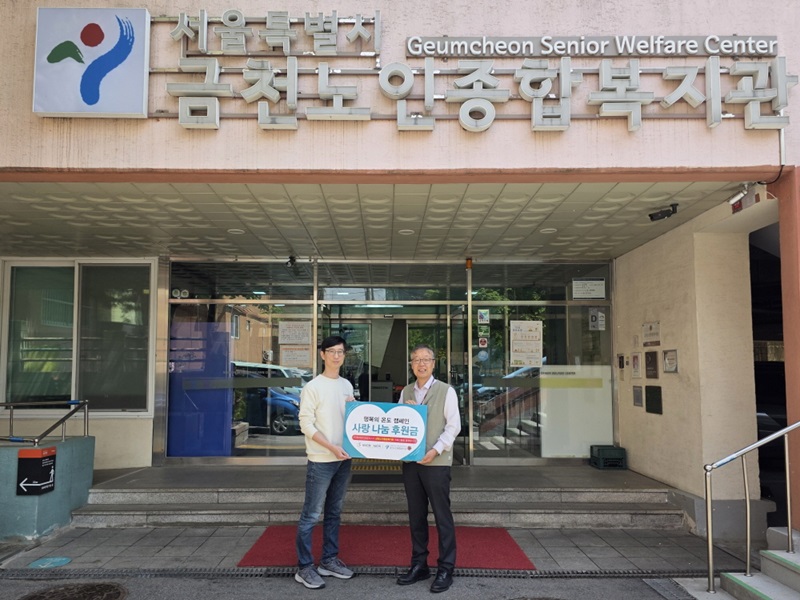 서울특별시
Geumcheon Senior Welfare Center
금천노인종합복지관
행복의 온도 캠페인
사랑 나눔 후원금